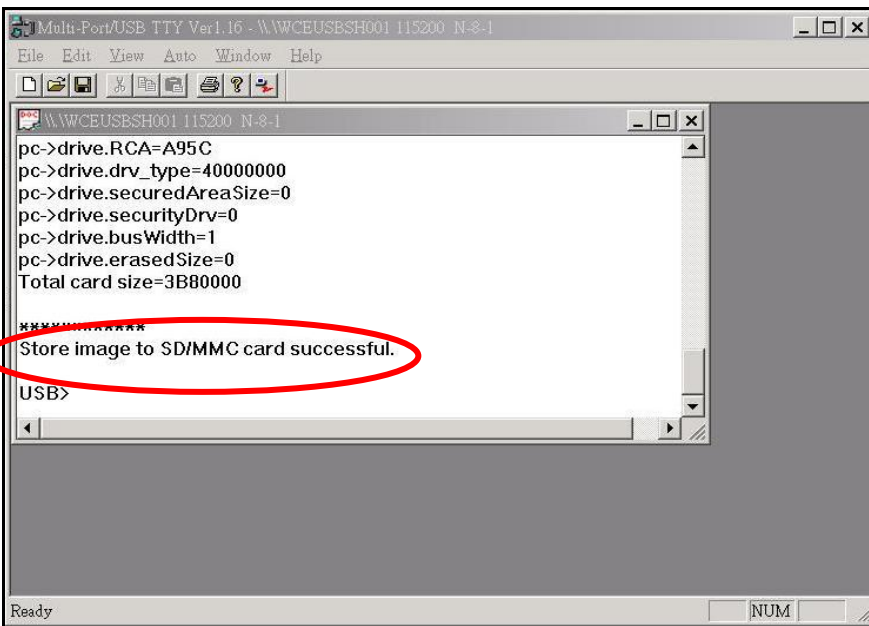 Multi-Port/USB TTY Ver1.16 - \\.\WCEUSBSH001 115200 N-8-1
File Edit View Auto Window Help
\\.\WCEUSBSH001 115200 N-8-1
pc->drive.RCA=A95C
pc->drive.drv_type=40000000
pc->drive.securedAreaSize=0
pc->drive.securityDrv=0
pc->drive.busWidth=1
pc->drive.erasedSize=0
Total card size=3B80000
************
Store image to SD/MMC card successful.
USB>
Ready NUM